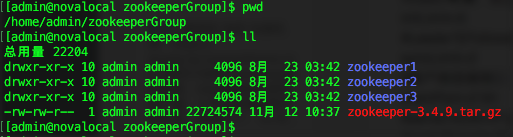 [[admin@novalocal zookeeperGroup]$ pwd
/home/admin/zookeeperGroup
[[admin@novalocal zookeeperGroup]$ ll
总用量 22204
drwxr-xr-x 10 admin admin     4096 8月  23 03:42 zookeeper1
drwxr-xr-x 10 admin admin     4096 8月  23 03:42 zookeeper2
drwxr-xr-x 10 admin admin     4096 8月  23 03:42 zookeeper3
-rw-rw-r--  1 admin admin 22724574 11月 12 10:37 zookeeper-3.4.9.tar.gz
[admin@novalocal zookeeperGroup]$